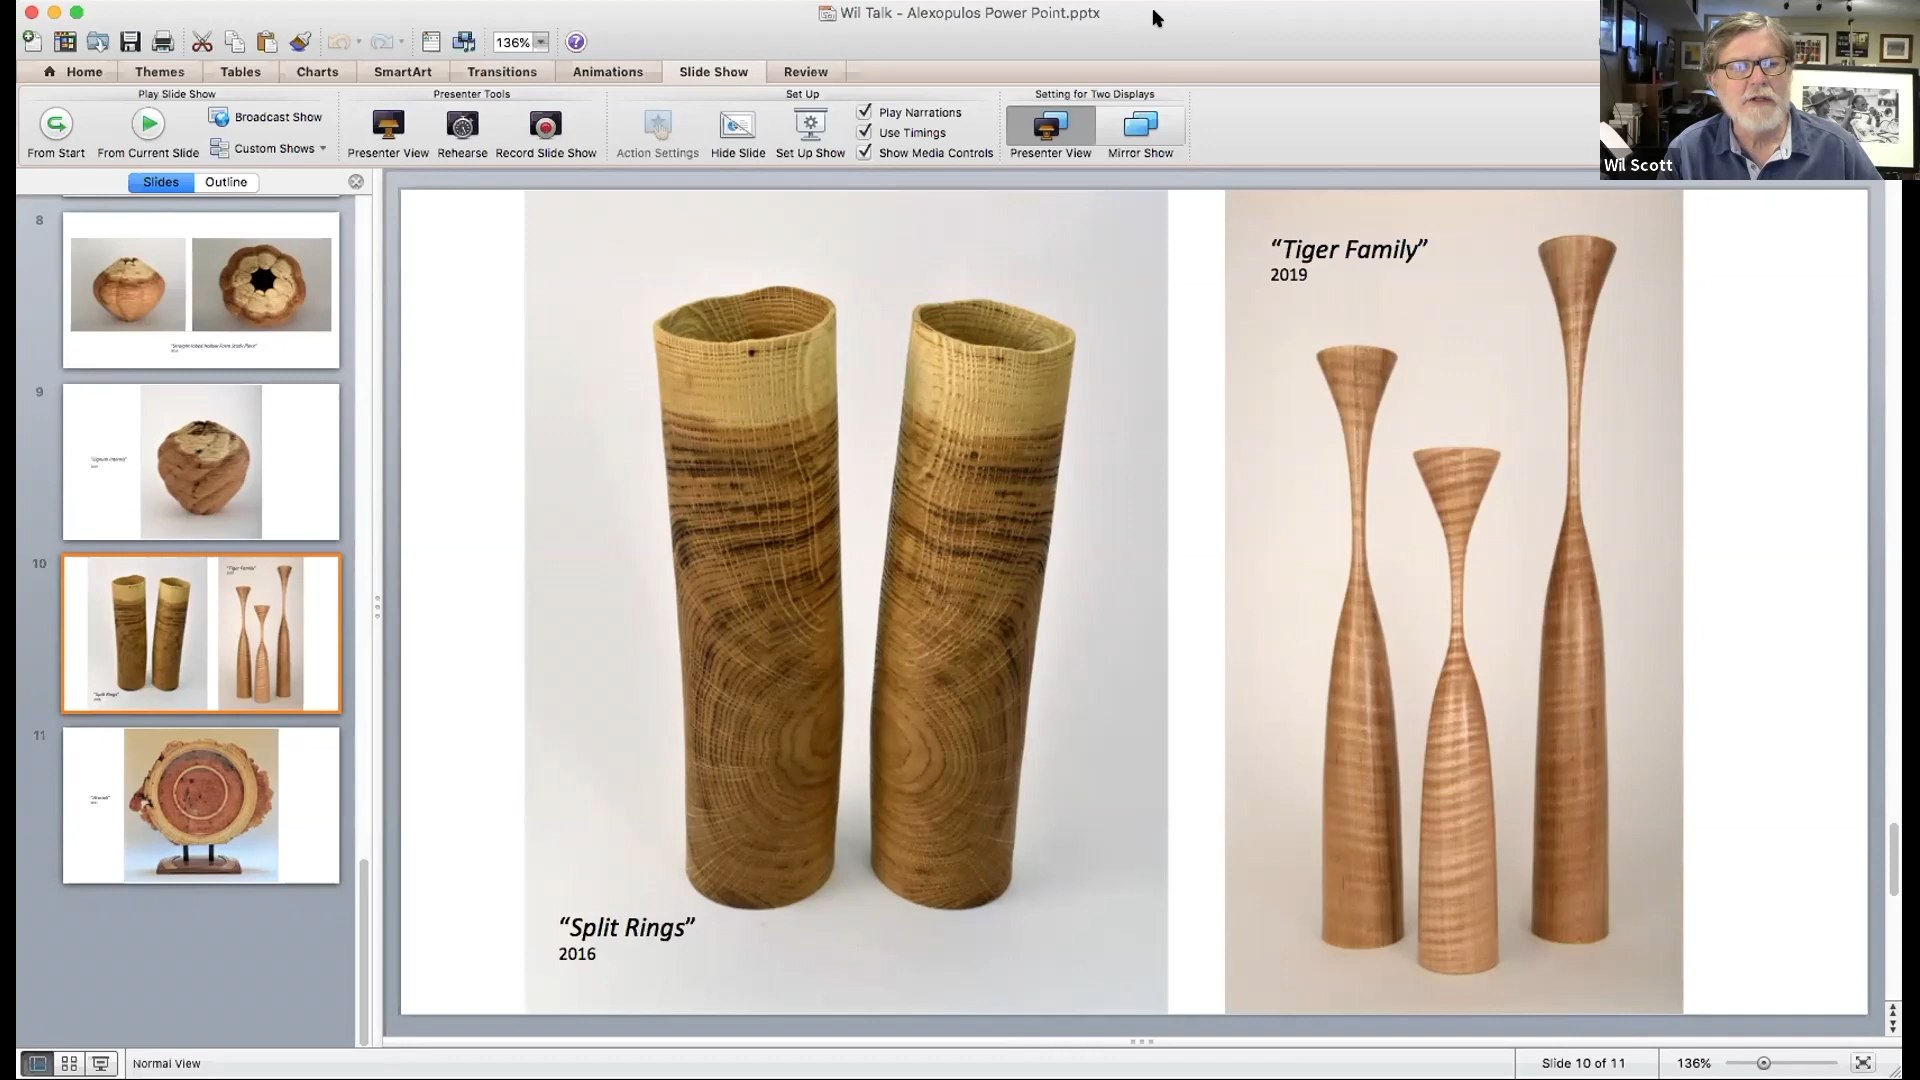 Wil Talk - Alexopulos Power Point.pptx
136%
Home
Themes
Tables
Charts
SmartArt
Transitions
Animations
Slide Show
Review
Play Slide Show
Presenter Tools
Set Up
Setting for Two Displays
From Start
From Current Slide
Broadcast Show
Custom Shows
Presenter View
Rehearse
Record Slide Show
Action Settings
Hide Slide
Set Up Show
Play Narrations
Use Timings
Show Media Controls
Presenter View
Mirror Show
Wil Scott
Slides
Outline
8
9
10
“Tiger Family”
“Split Rings”
11
“Tiger Family”
2019
“Split Rings”
2016
Normal View
Slide 10 of 11
136%